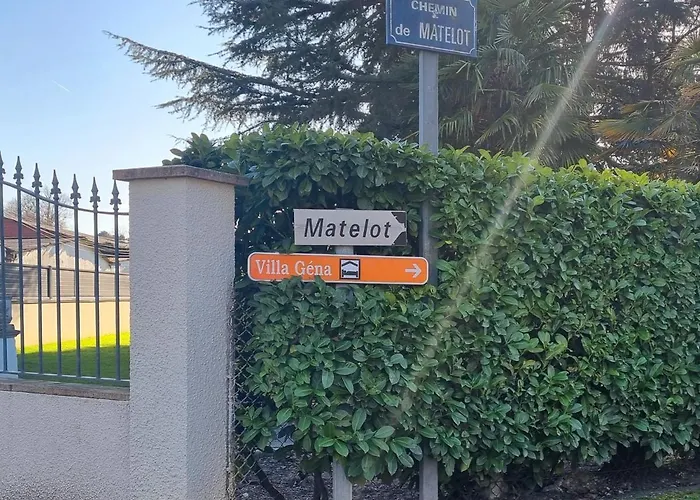 CHEMIN
de MATELOT
Matelot
Villa Géna